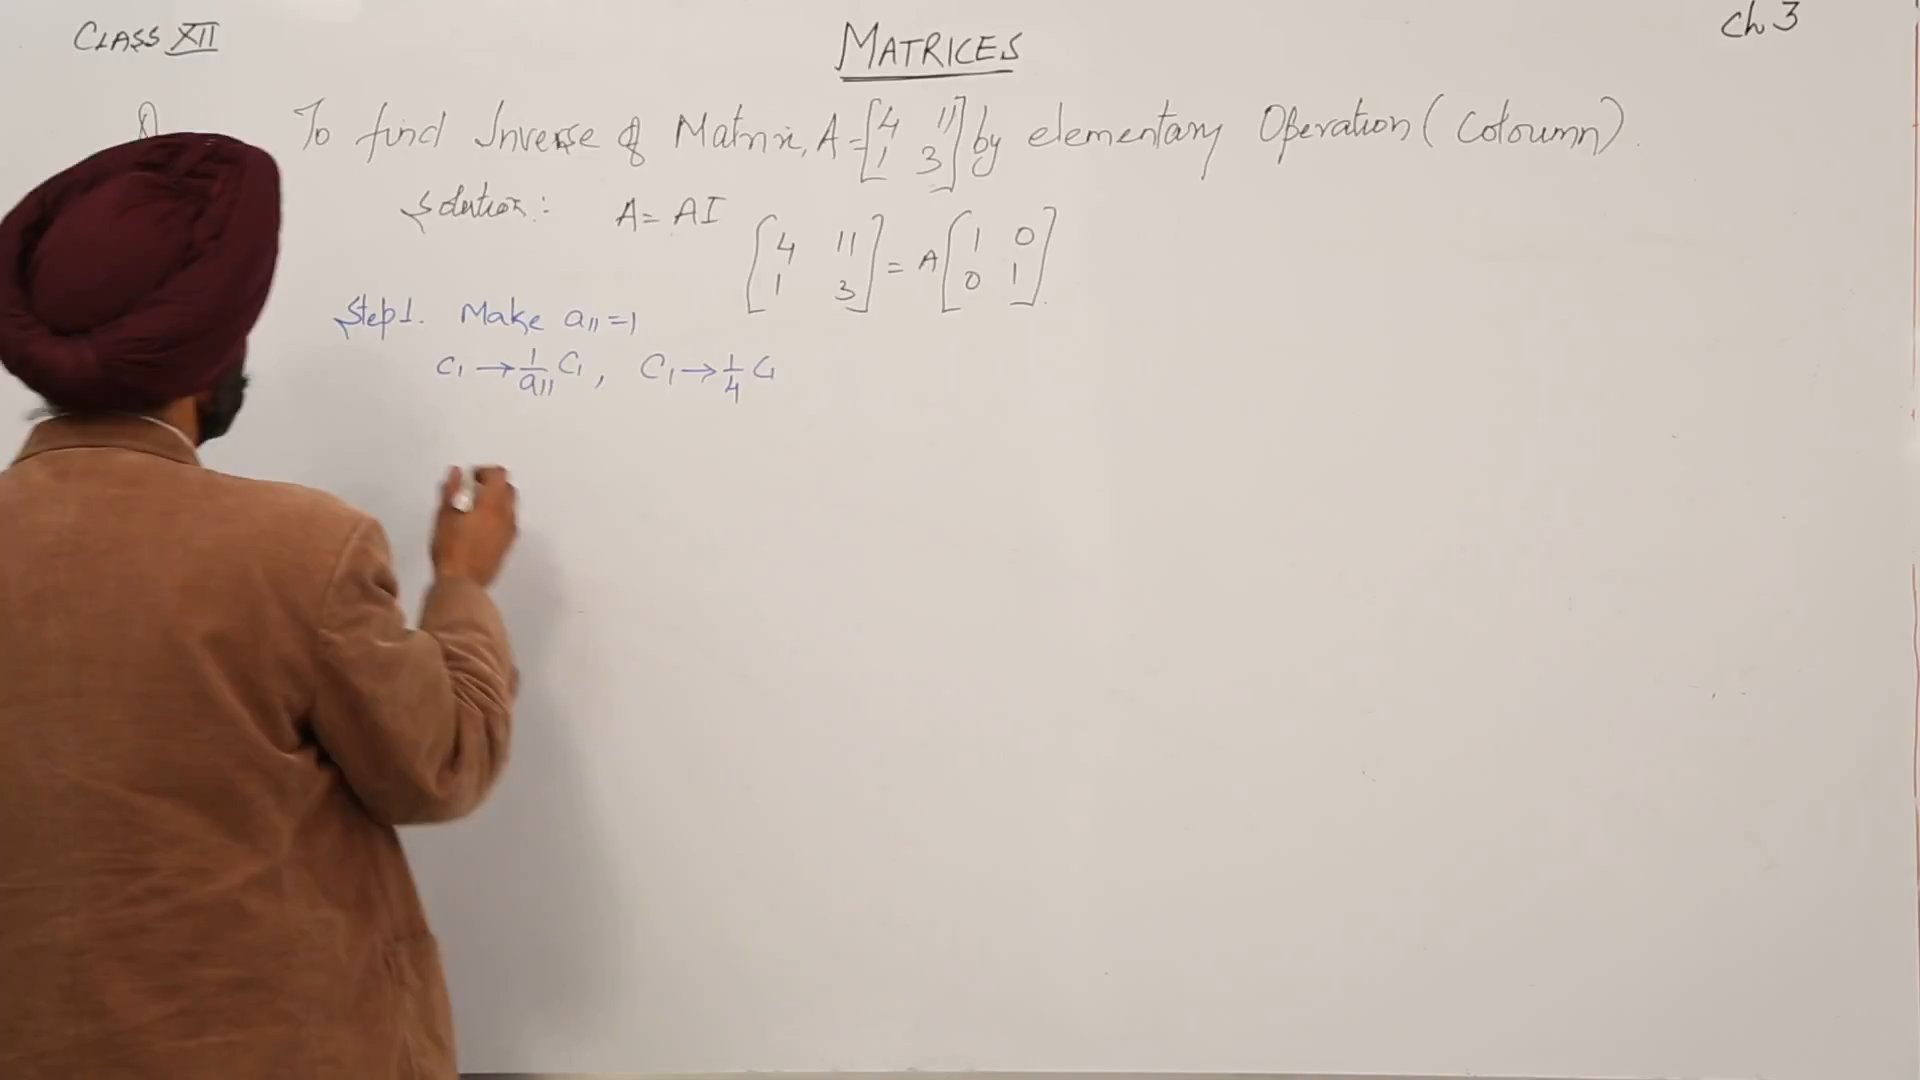 CLASS XII
MATRICES
Ch 3
Q To find Inverse of Matrix, A = [4 11
1 3] by elementary Operation (Coloumn).
Solution: A = AI
[4 11
1 3] = A [1 0
0 1]
Step 1. Make a₁₁ = 1
C₁ → 1/a₁₁ C₁, C₁ → 1/4 C₁